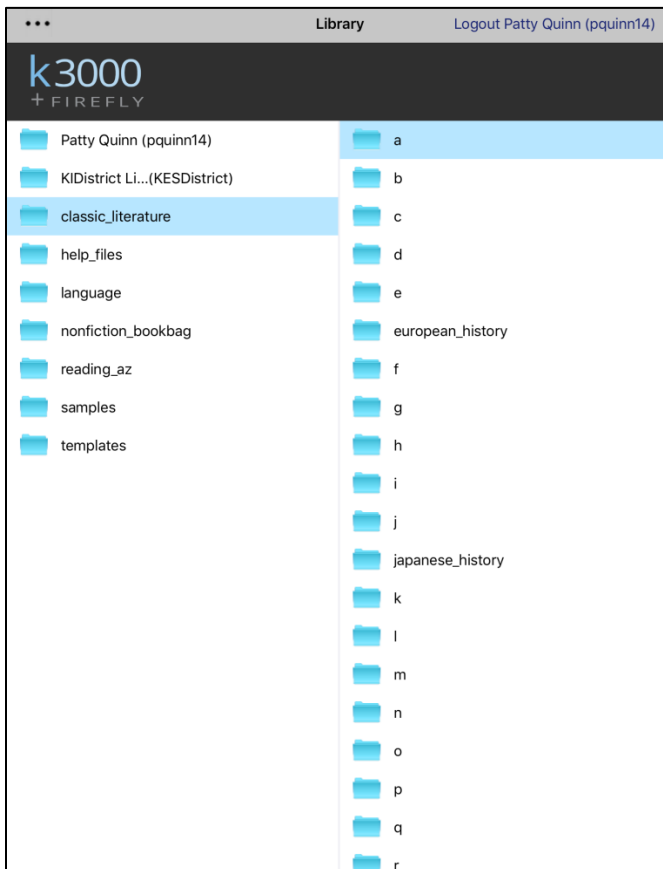 Library
Logout Patty Quinn (pquinn14)
k3000
+FIREFLY
Patty Quinn (pquinn14)
KIDistrict Li...(KESDistrict)
classic_literature
help_files
language
nonfiction_bookbag
reading_az
samples
templates
a
b
c
d
e
european_history
f
g
h
i
j
japanese_history
k
l
m
n
o
p
q
r